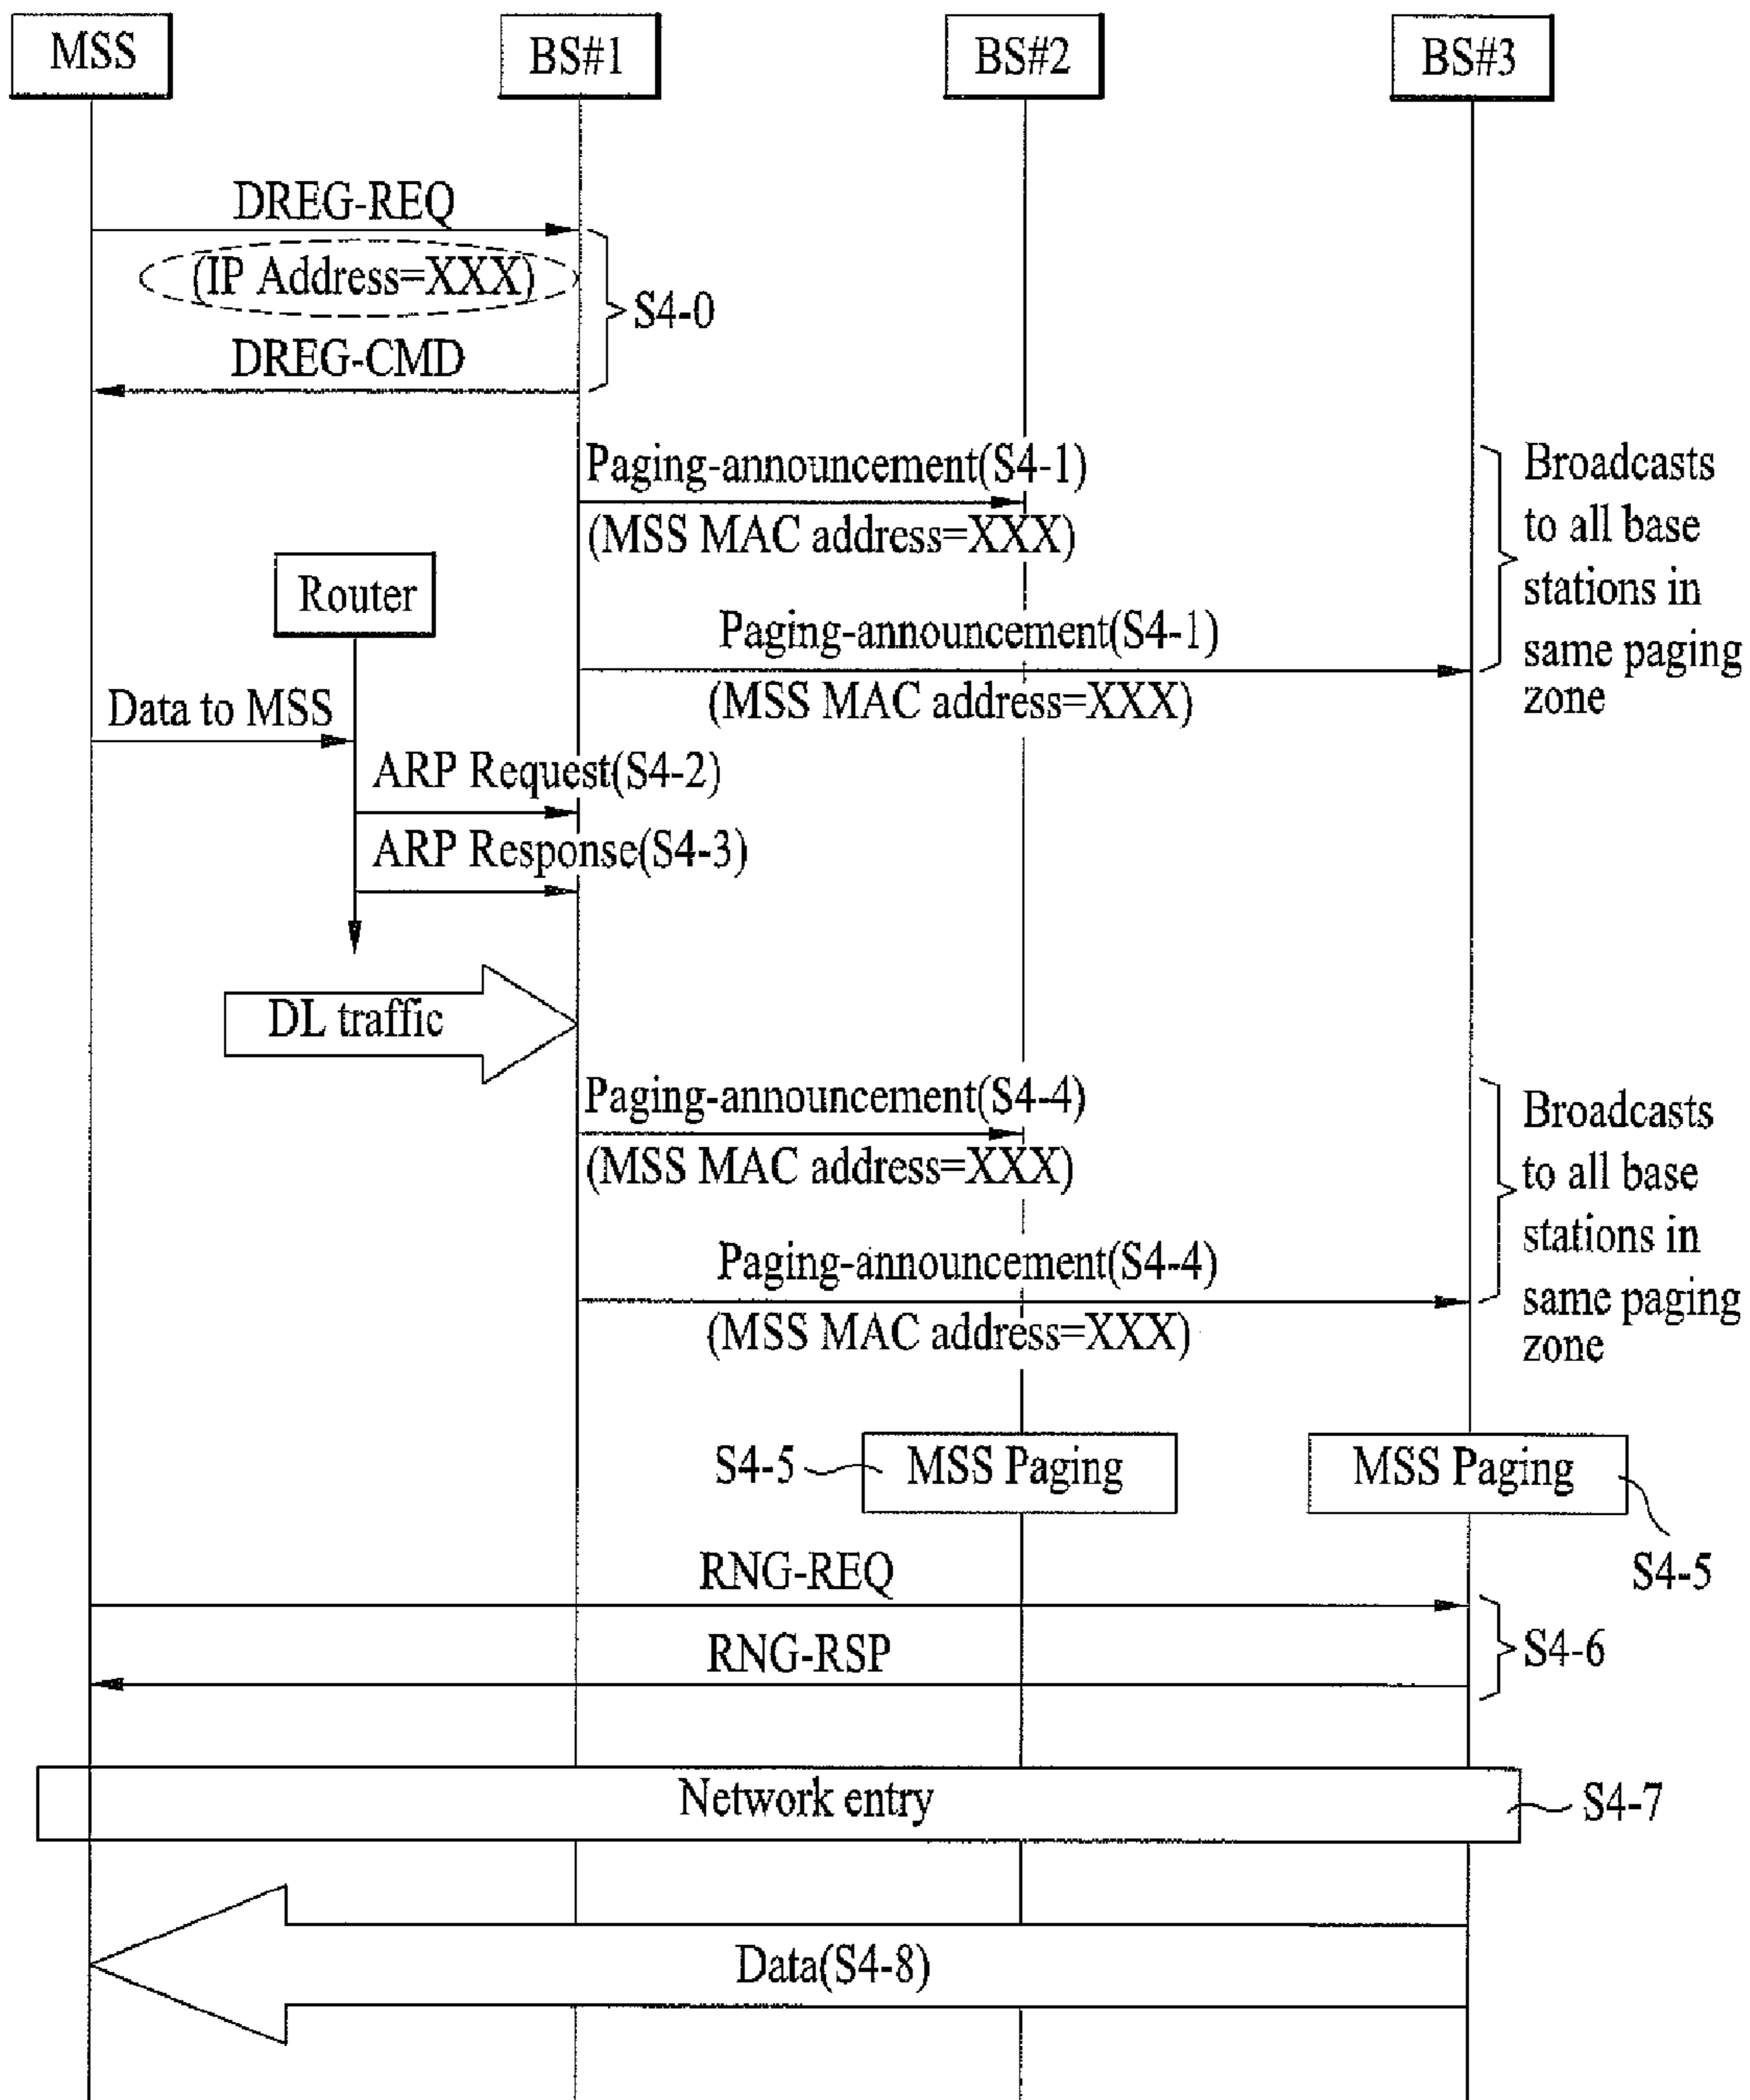 MSS
BS#1
BS#2
BS#3
DREG-REQ
(IP Address=XXX)
S4-0
DREG-CMD
Paging-announcement(S4-1)
(MSS MAC address=XXX)
Broadcasts
to all base
stations in
same paging
zone
Router
Paging-announcement(S4-1)
(MSS MAC address=XXX)
Data to MSS
ARP Request(S4-2)
ARP Response(S4-3)
DL traffic
Paging-announcement(S4-4)
(MSS MAC address=XXX)
Broadcasts
to all base
stations in
same paging
zone
Paging-announcement(S4-4)
(MSS MAC address=XXX)
S4-5
MSS Paging
MSS Paging
S4-5
RNG-REQ
RNG-RSP
S4-6
Network entry
S4-7
Data(S4-8)